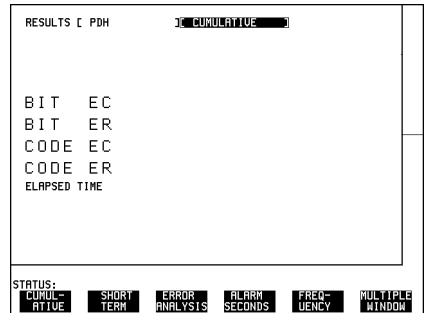 RESULTS [ PDH ][ CUMULATIVE ]
BIT EC
BIT ER
CODE EC
CODE ER
ELAPSED TIME
STATUS:
CUMUL- SHORT ERROR ALARM FREQ- MULTIPLE
ATIVE TERM ANALYSIS SECONDS UENCY WINDOW